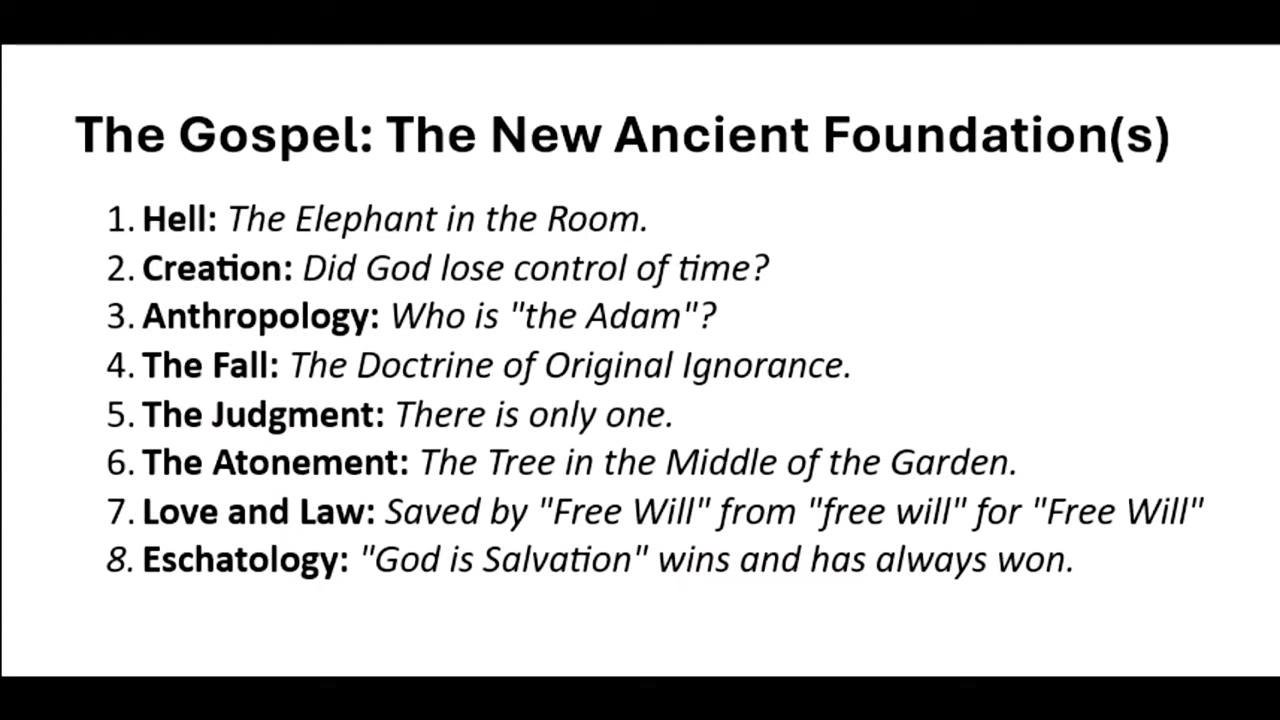 The Gospel: The New Ancient Foundation(s)
1. Hell: The Elephant in the Room.
2. Creation: Did God lose control of time?
3. Anthropology: Who is "the Adam"?
4. The Fall: The Doctrine of Original Ignorance.
5. The Judgment: There is only one.
6. The Atonement: The Tree in the Middle of the Garden.
7. Love and Law: Saved by "Free Will" from "free will" for "Free Will"
8. Eschatology: "God is Salvation" wins and has always won.